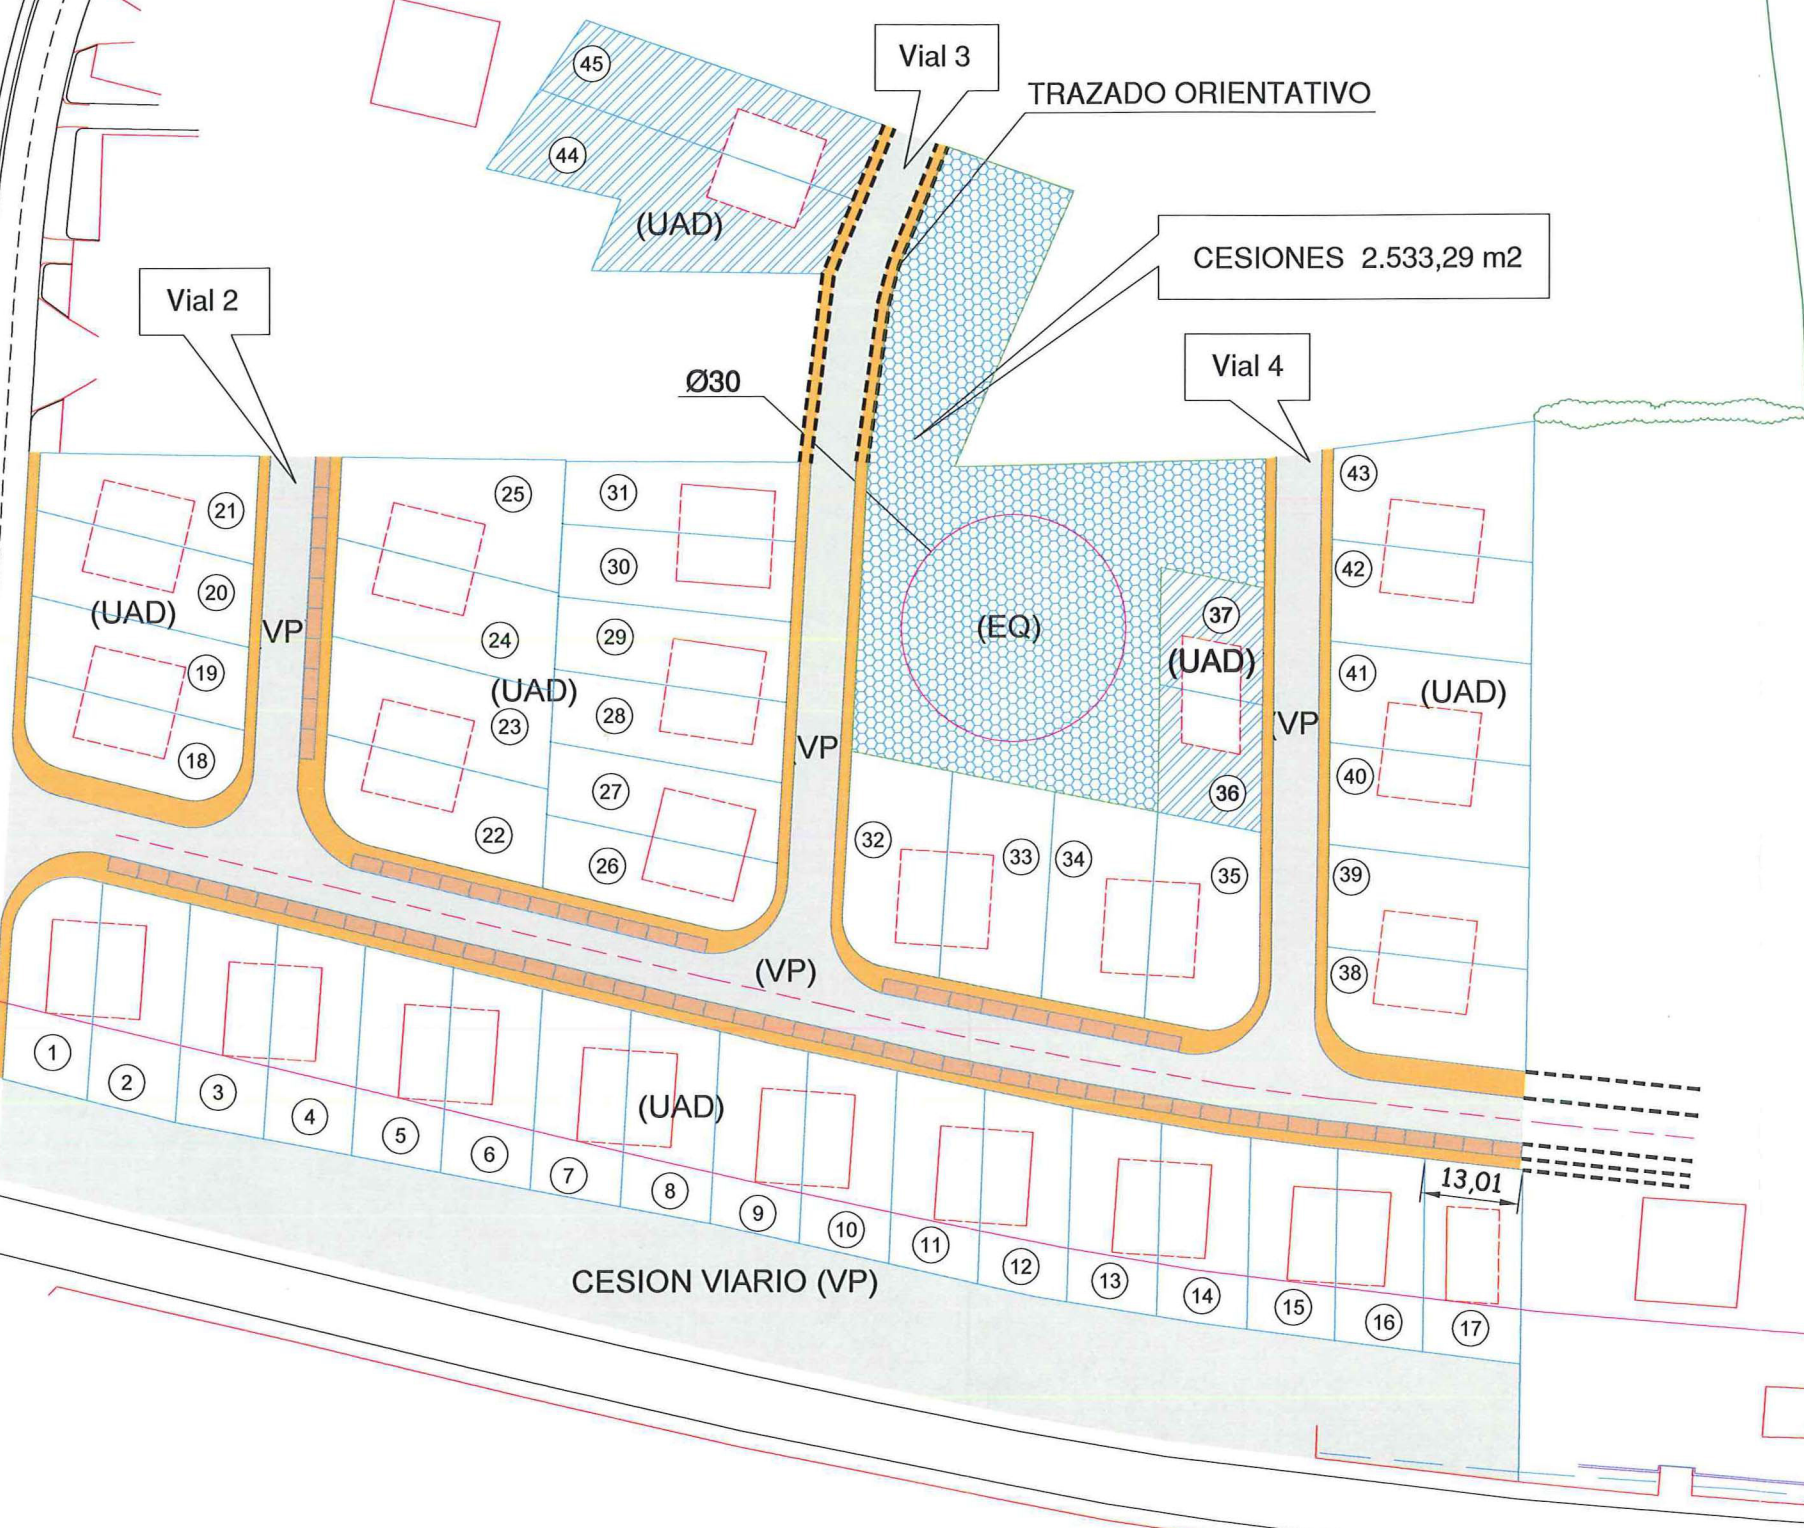 45
Vial 3
TRAZADO ORIENTATIVO
44
(UAD)
CESIONES 2.533,29 m2
Vial 2
Vial 4
Ø30
21
25
31
43
20
30
42
(UAD)
VP
24
29
(EQ)
37
(UAD)
19
(UAD)
23
28
41
(UAD)
(VP
18
VP
27
36
40
22
26
32
33
34
35
39
(VP)
38
1
2
3
4
5
6
7
8
9
10
11
12
13
14
15
16
17
(UAD)
13,01
CESION VIARIO (VP)